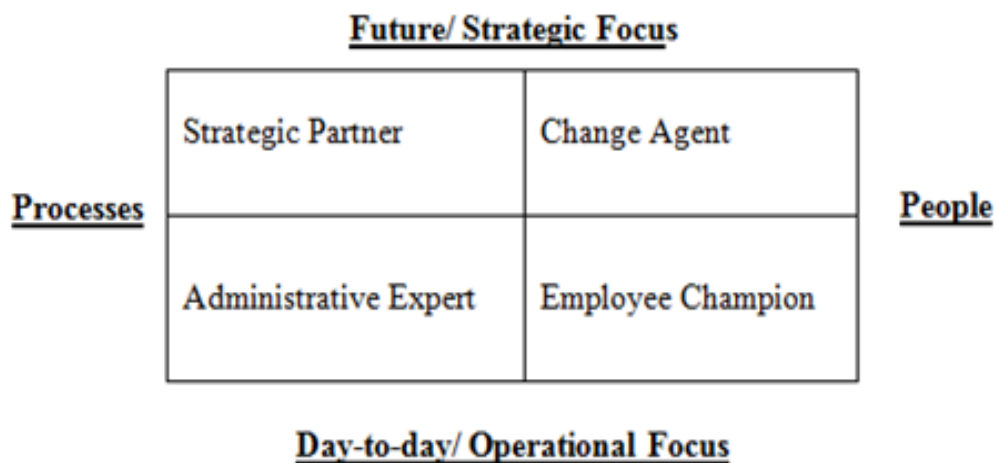 Future/ Strategic Focus
Strategic Partner
Change Agent
Processes
People
Administrative Expert
Employee Champion
Day-to-day/ Operational Focus